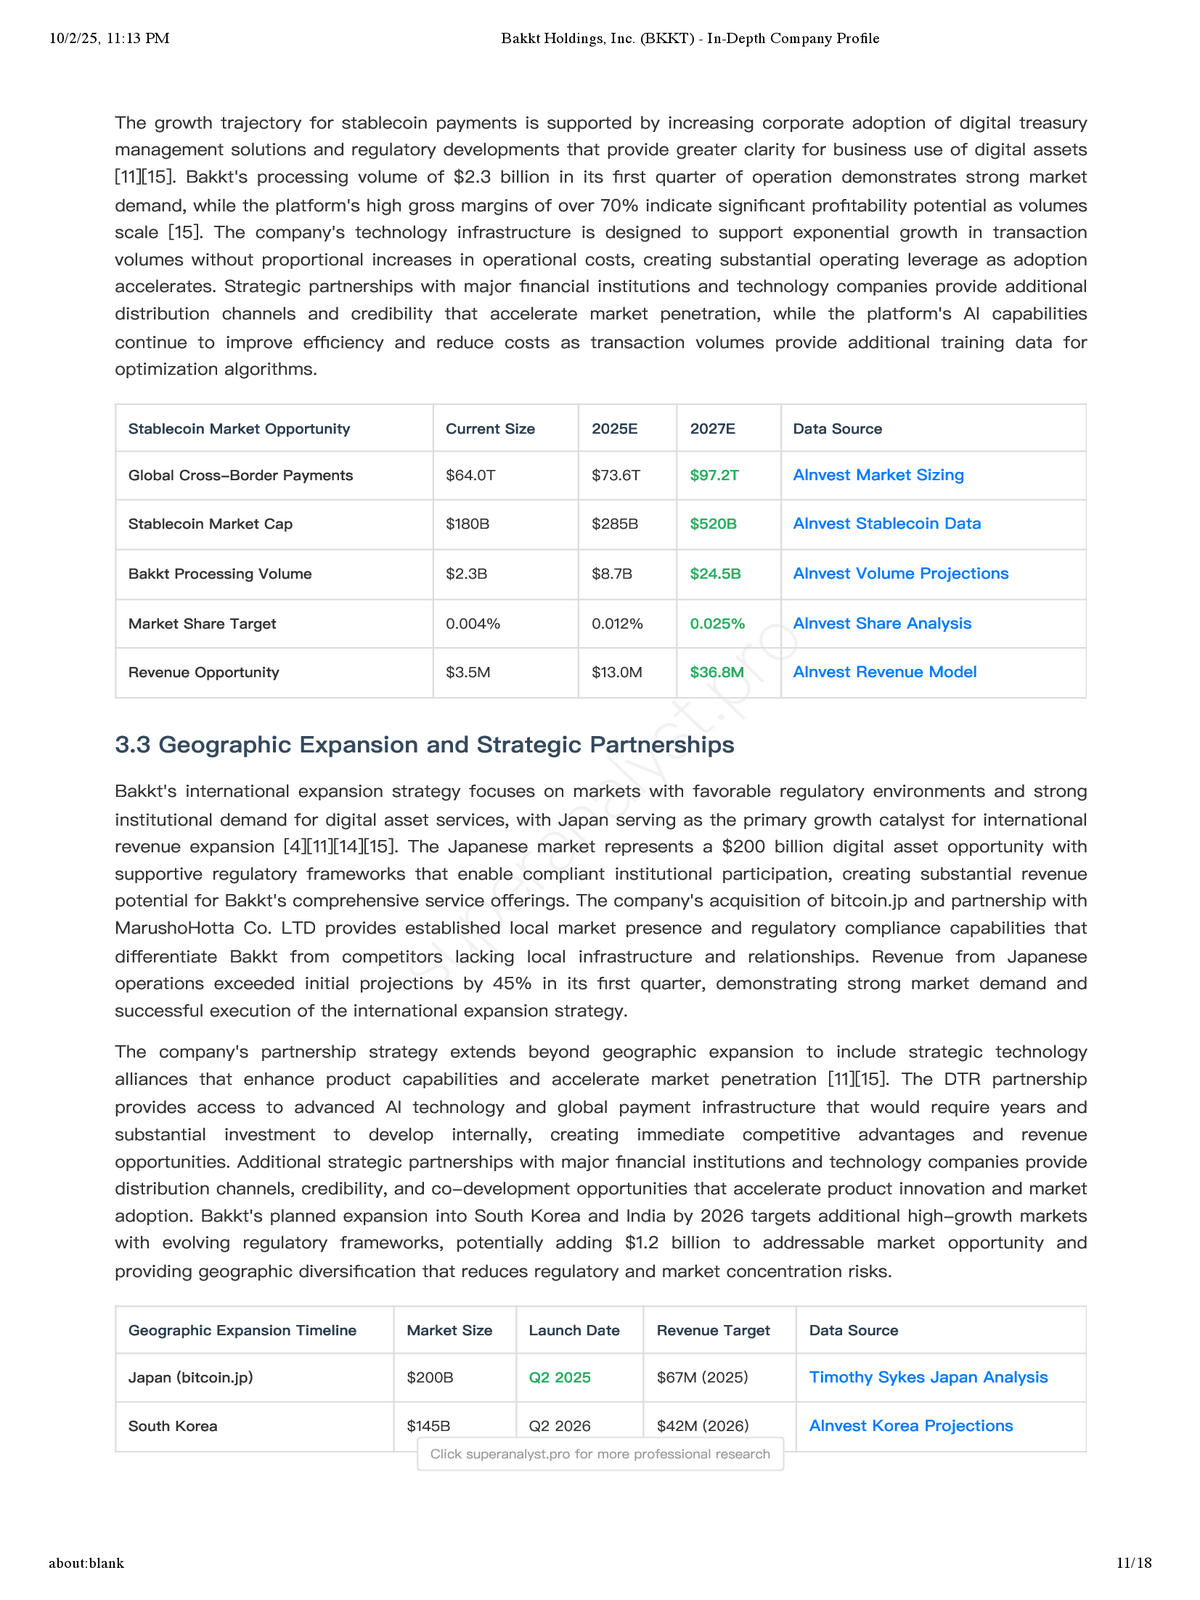 10/2/25, 11:13 PM Bakkt Holdings, Inc. (BKKT) - In-Depth Company Profile
The growth trajectory for stablecoin payments is supported by increasing corporate adoption of digital treasury
management solutions and regulatory developments that provide greater clarity for business use of digital assets
[11][15]. Bakkt's processing volume of $2.3 billion in its first quarter of operation demonstrates strong market
demand, while the platform's high gross margins of over 70% indicate significant profitability potential as volumes
scale [15]. The company's technology infrastructure is designed to support exponential growth in transaction
volumes without proportional increases in operational costs, creating substantial operating leverage as adoption
accelerates. Strategic partnerships with major financial institutions and technology companies provide additional
distribution channels and credibility that accelerate market penetration, while the platform's AI capabilities
continue to improve efficiency and reduce costs as transaction volumes provide additional training data for
optimization algorithms.
Stablecoin Market Opportunity Current Size 2025E 2027E Data Source
Global Cross–Border Payments $64.0T $73.6T $97.2T AInvest Market Sizing
Stablecoin Market Cap $180B $285B $520B AInvest Stablecoin Data
Bakkt Processing Volume $2.3B $8.7B $24.5B AInvest Volume Projections
Market Share Target 0.004% 0.012% 0.025% AInvest Share Analysis
Revenue Opportunity $3.5M $13.0M $36.8M AInvest Revenue Model
3.3 Geographic Expansion and Strategic Partnerships
Bakkt's international expansion strategy focuses on markets with favorable regulatory environments and strong
institutional demand for digital asset services, with Japan serving as the primary growth catalyst for international
revenue expansion [4][11][14][15]. The Japanese market represents a $200 billion digital asset opportunity with
supportive regulatory frameworks that enable compliant institutional participation, creating substantial revenue
potential for Bakkt's comprehensive service offerings. The company's acquisition of bitcoin.jp and partnership with
MarushoHotta Co. LTD provides established local market presence and regulatory compliance capabilities that
differentiate Bakkt from competitors lacking local infrastructure and relationships. Revenue from Japanese
operations exceeded initial projections by 45% in its first quarter, demonstrating strong market demand and
successful execution of the international expansion strategy.
The company's partnership strategy extends beyond geographic expansion to include strategic technology
alliances that enhance product capabilities and accelerate market penetration [11][15]. The DTR partnership
provides access to advanced AI technology and global payment infrastructure that would require years and
substantial investment to develop internally, creating immediate competitive advantages and revenue
opportunities. Additional strategic partnerships with major financial institutions and technology companies provide
distribution channels, credibility, and co–development opportunities that accelerate product innovation and market
adoption. Bakkt's planned expansion into South Korea and India by 2026 targets additional high–growth markets
with evolving regulatory frameworks, potentially adding $1.2 billion to addressable market opportunity and
providing geographic diversification that reduces regulatory and market concentration risks.
Geographic Expansion Timeline Market Size Launch Date Revenue Target Data Source
Japan (bitcoin.jp) $200B Q2 2025 $67M (2025) Timothy Sykes Japan Analysis
South Korea $145B Q2 2026 $42M (2026) AInvest Korea Projections
Click superanalyst.pro for more professional research
superanalyst.pro
about:blank 11/18